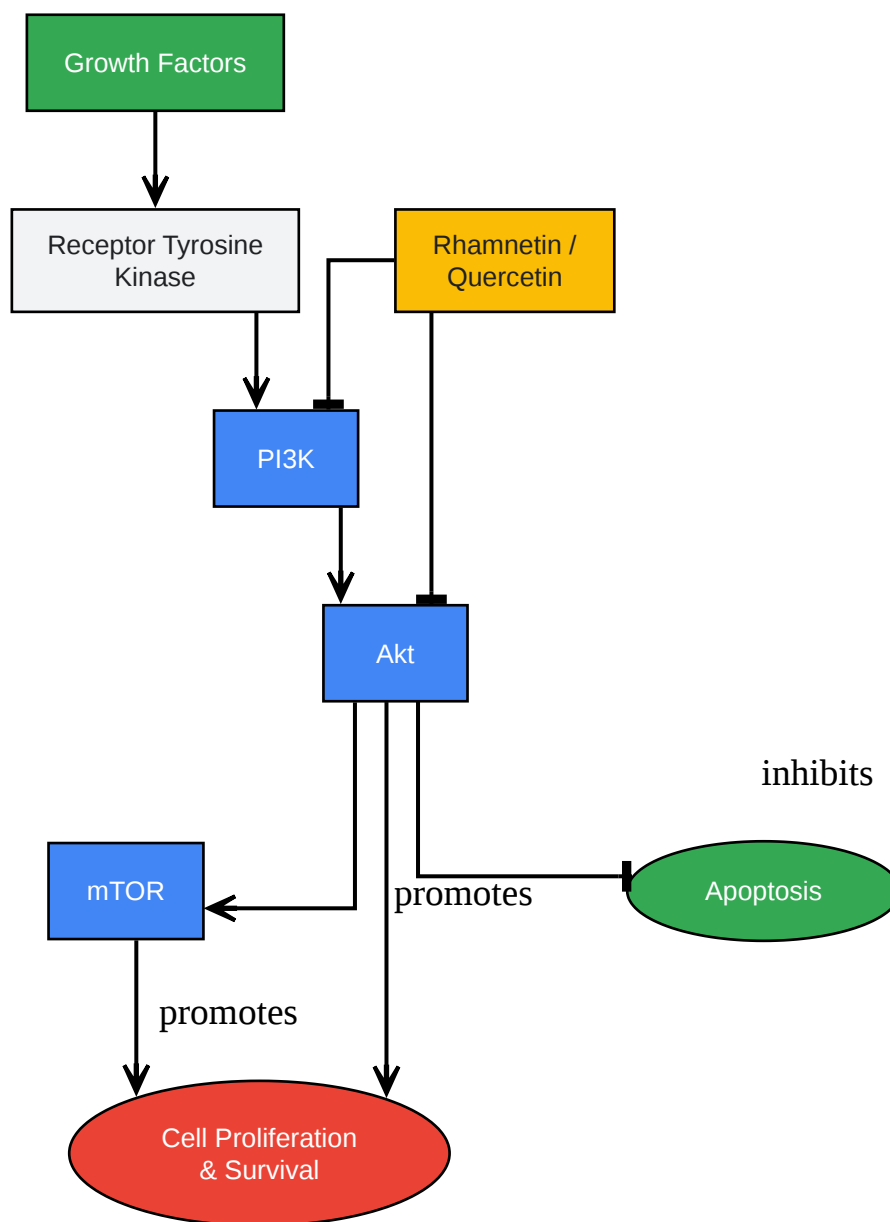 Growth Factors
Receptor Tyrosine
Kinase
Rhamnetin /
Quercetin
PI3K
Akt
inhibits
mTOR
promotes
Apoptosis
promotes
Cell Proliferation
& Survival